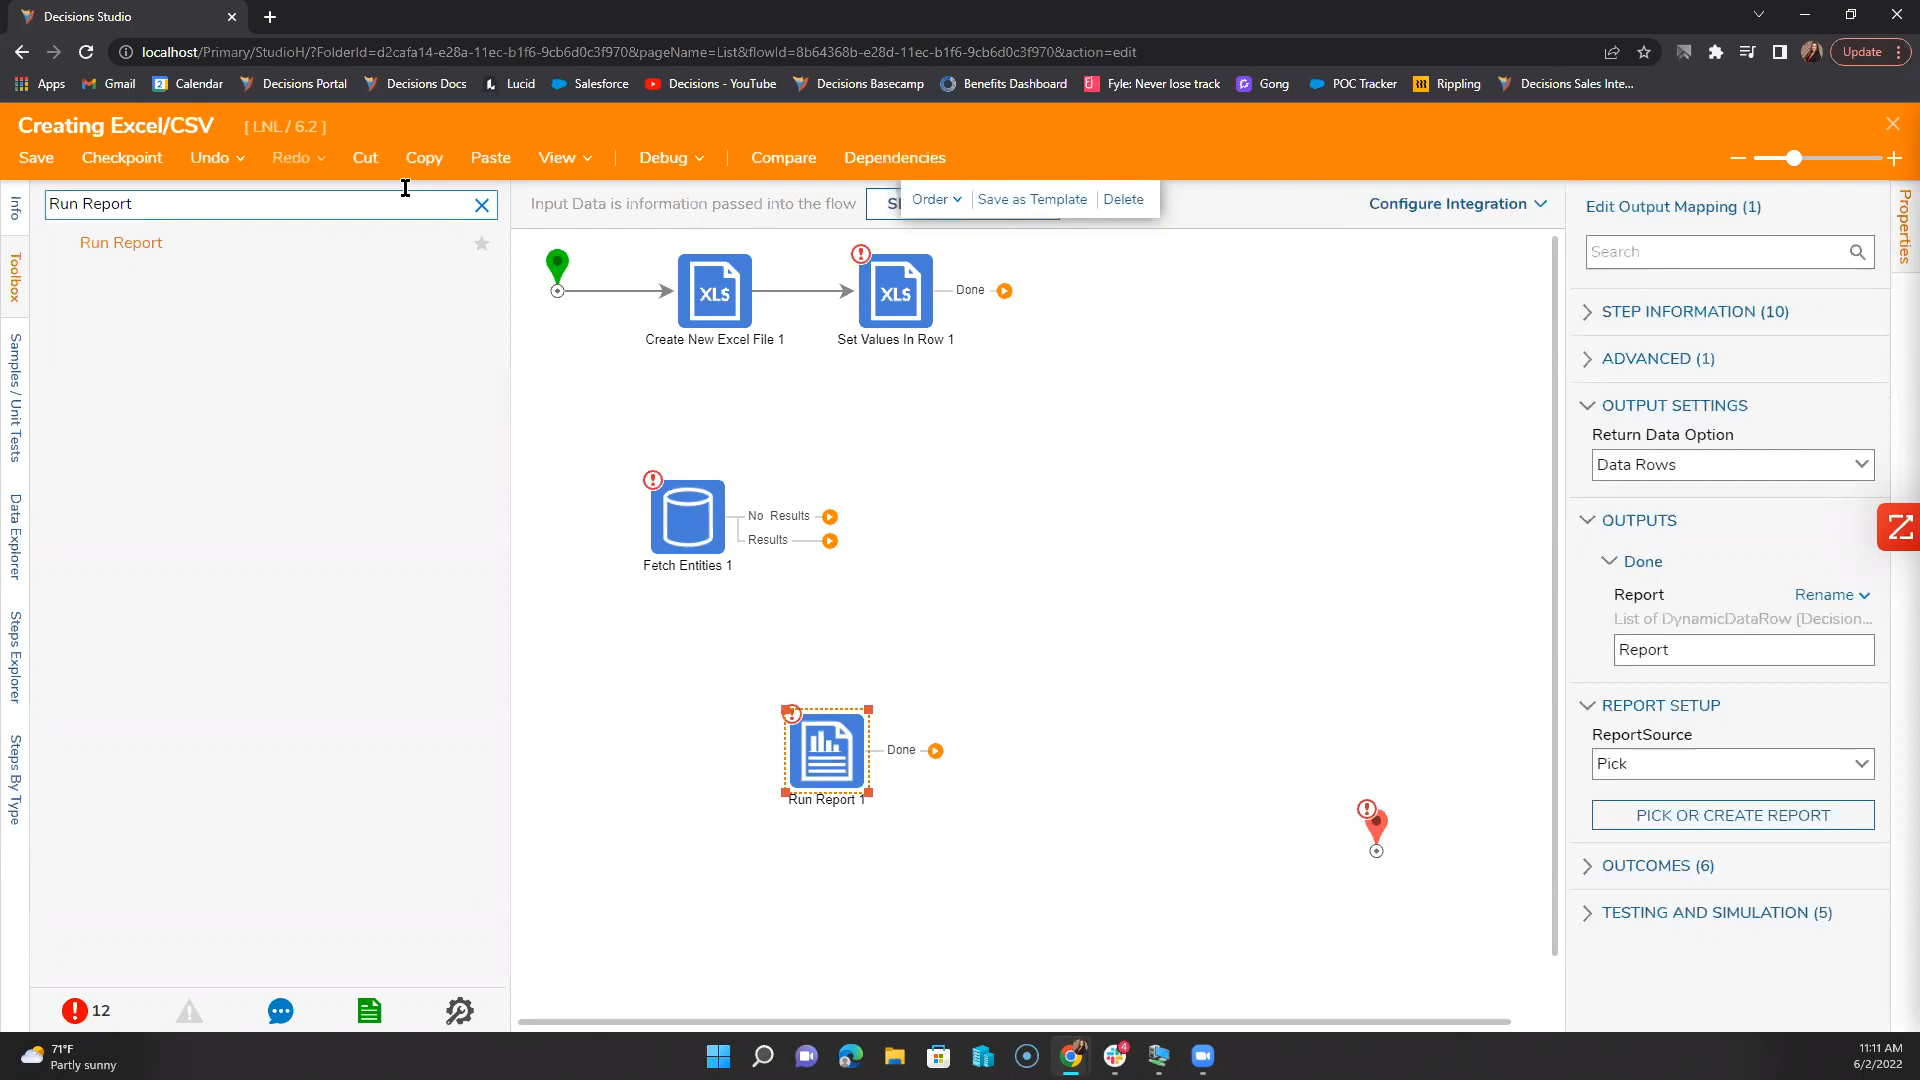 Decisions Studio
localhost/Primary/StudioH/?FolderId=d2cafa14-e28a-11ec-b1f6-9cb6d0c3f970&pageName=List&flowId=8b64368b-e28d-11ec-b1f6-9cb6d0c3f970&action=edit
Update
Apps
Gmail
Calendar
Decisions Portal
Decisions Docs
Lucid
Salesforce
Decisions - YouTube
Decisions Basecamp
Benefits Dashboard
Fyle: Never lose track
Gong
POC Tracker
Rippling
Decisions Sales Inte...
Creating Excel/CSV [ LNL / 6.2 ]
Save
Checkpoint
Undo
Redo
Cut
Copy
Paste
View
Debug
Compare
Dependencies
Info
Toolbox
Samples / Unit Tests
Data Explorer
Steps Explorer
Steps By Type
Run Report
Run Report
12
Input Data is information passed into the flow
Order
Save as Template
Delete
Configure Integration
XLS
Create New Excel File 1
XLS
Set Values In Row 1
Done
No Results
Results
Fetch Entities 1
Done
Run Report 1
Properties
Edit Output Mapping (1)
Search
STEP INFORMATION (10)
ADVANCED (1)
OUTPUT SETTINGS
Return Data Option
Data Rows
OUTPUTS
Done
Report
Rename
List of DynamicDataRow (Decision...
Report
REPORT SETUP
ReportSource
Pick
PICK OR CREATE REPORT
OUTCOMES (6)
TESTING AND SIMULATION (5)
71°F
Partly sunny
4
11:11 AM
6/2/2022